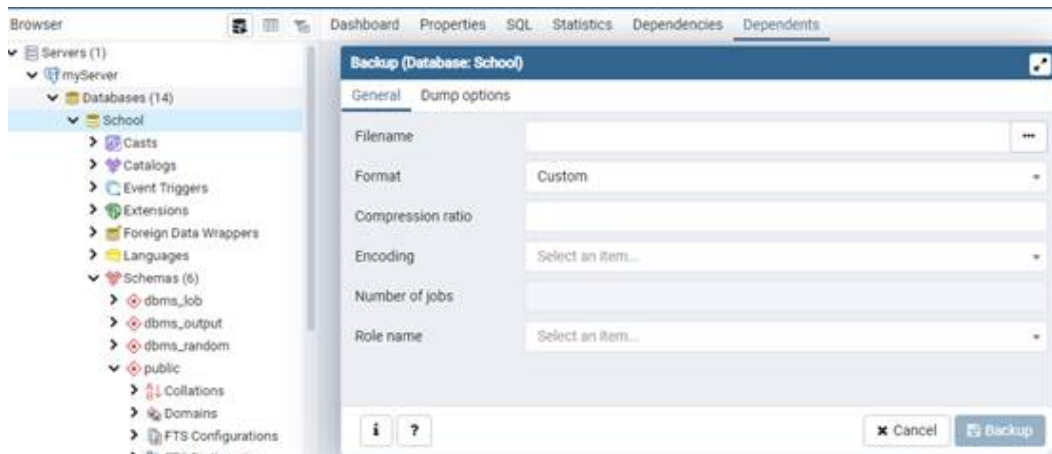 Browser
Dashboard Properties SQL Statistics Dependencies Dependents
Servers (1)
myServer
Databases (14)
School
Casts
Catalogs
Event Triggers
Extensions
Foreign Data Wrappers
Languages
Schemas (6)
dbms_lob
dbms_output
dbms_random
public
Collations
Domains
FTS Configurations
Backup (Database: School)
General Dump options
Filename
Format Custom
Compression ratio
Encoding Select an item...
Number of jobs
Role name Select an item...
i ?
Cancel Backup